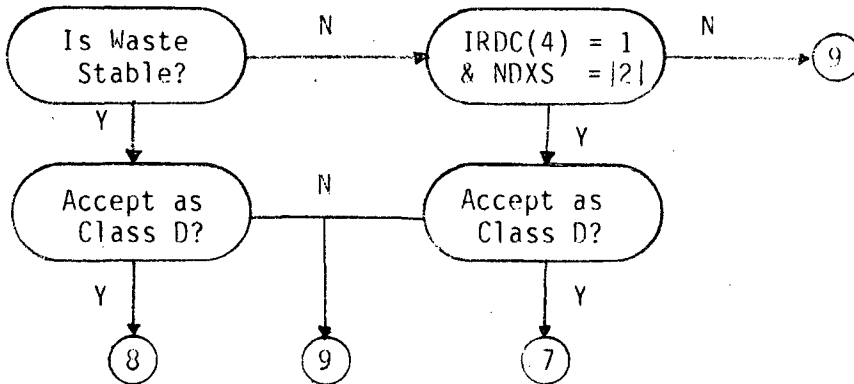 Is Waste
Stable?
N
IRDC(4) = 1
& NDXS =|2|
N
9
Y
Y
Accept as
Class D?
N
Accept as
Class D?
Y
Y
8
9
7